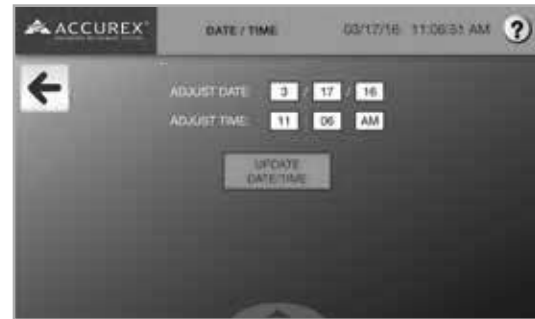 ACCUREX DATE / TIME 03/17/16 11:06:31 AM ?
ADJUST DATE: 3 / 17 / 16
ADJUST TIME: 11 06 AM
UPDATE
DATE/TIME